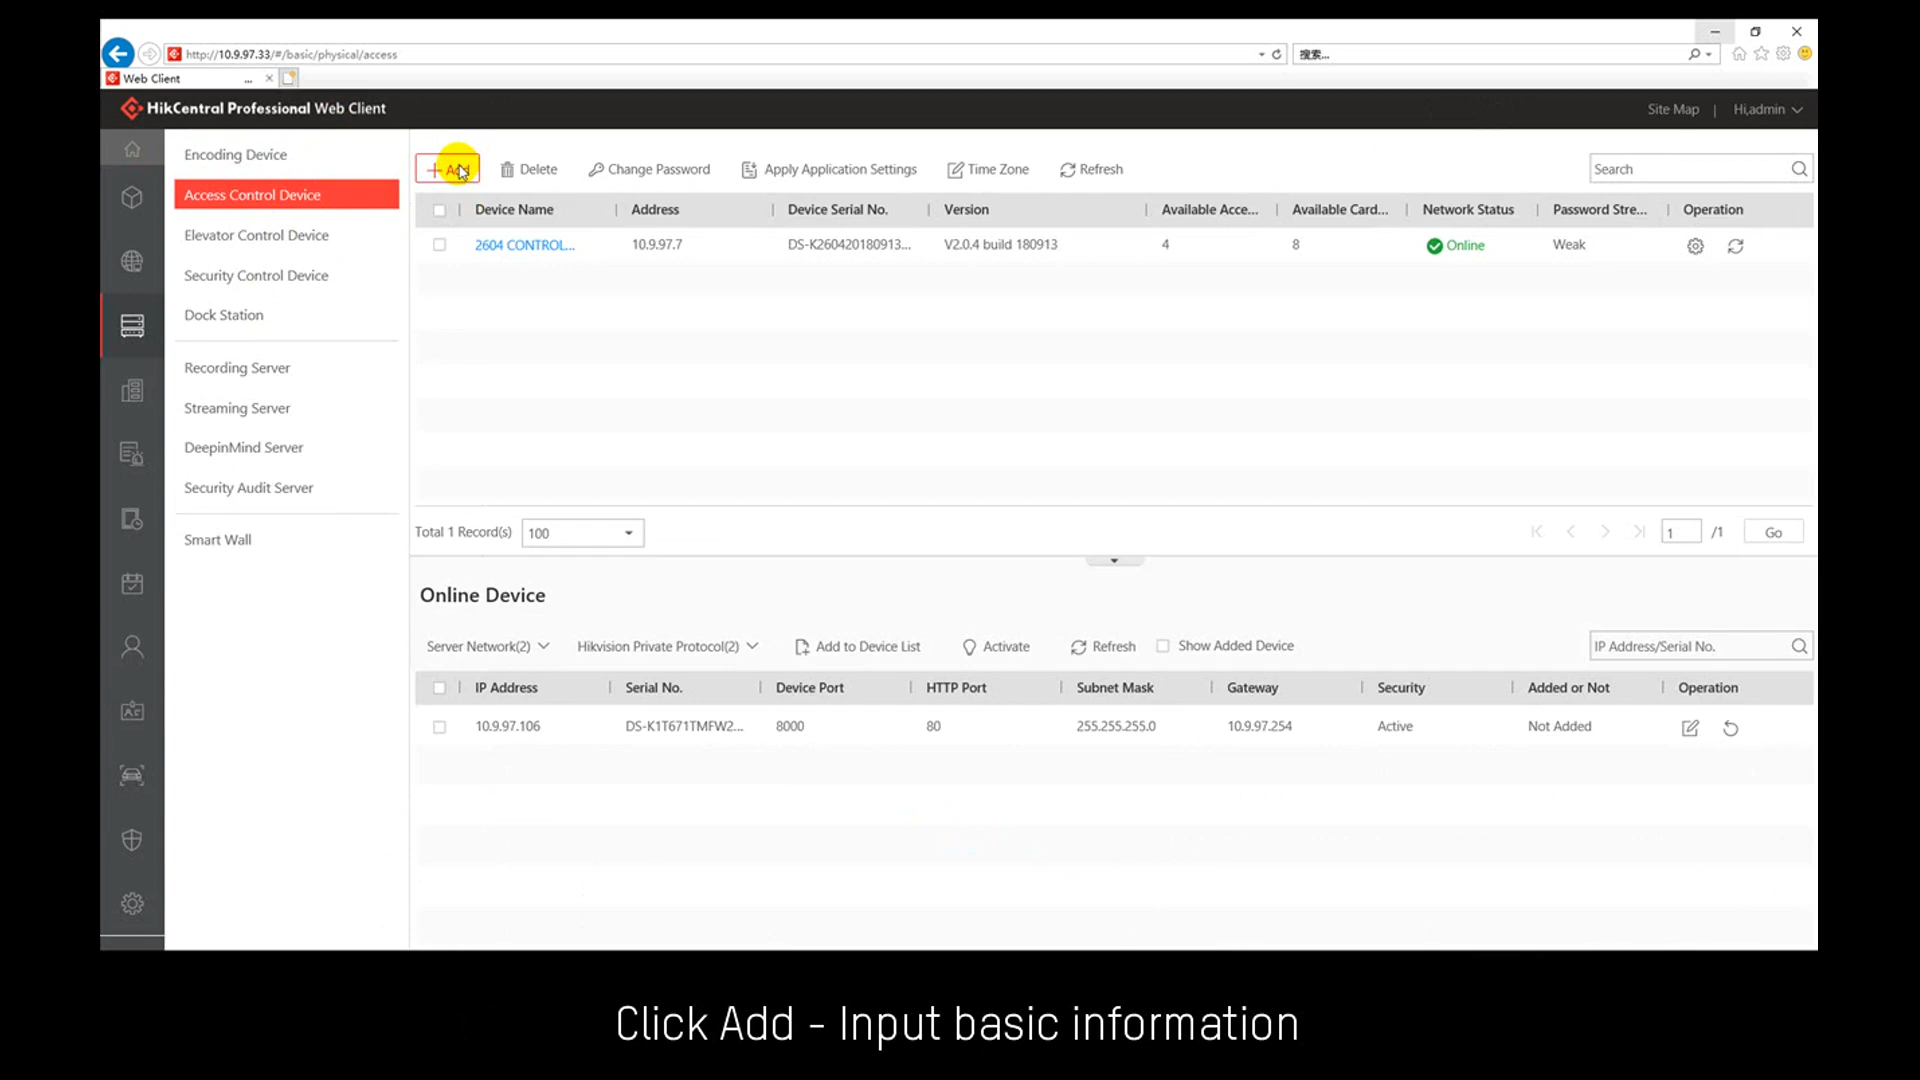 http://10.9.97.33/#/basic/physical/access
搜索...
Web Client ...
HikCentral Professional Web Client
Site Map | Hi,admin
Encoding Device
Access Control Device
Elevator Control Device
Security Control Device
Dock Station
Recording Server
Streaming Server
DeepinMind Server
Security Audit Server
Smart Wall
Add Delete Change Password Apply Application Settings Time Zone Refresh Search
Device Name Address Device Serial No. Version Available Acce... Available Card... Network Status Password Stre... Operation
2604 CONTROL... 10.9.97.7 DS-K260420180913... V2.0.4 build 180913 4 8 Online Weak
Total 1 Record(s) 100 1 /1 Go
Online Device
Server Network(2) Hikvision Private Protocol(2) Add to Device List Activate Refresh Show Added Device IP Address/Serial No.
IP Address Serial No. Device Port HTTP Port Subnet Mask Gateway Security Added or Not Operation
10.9.97.106 DS-K1T671TMFW2... 8000 80 255.255.255.0 10.9.97.254 Active Not Added
Click Add - Input basic information